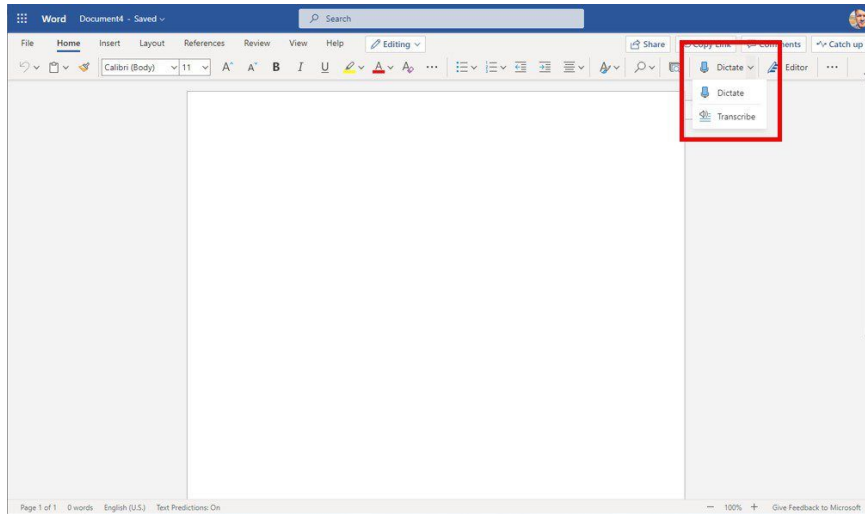 Word Document4 - Saved Search
File Home Insert Layout References Review View Help Editing Share Copy Link Comments Catch up
Calibri (Body) 11 A A B I U A A Dictate Editor
Dictate
Transcribe
Page 1 of 1 0 words English (U.S.) Text Predictions: On 100% Give Feedback to Microsoft